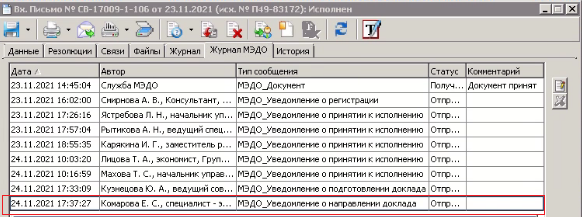 Вх. Письмо № СВ-17009-1-106 от 23.11.2021 (исх. № П49-83172): Исполнен
Данные Резолюции Связи Файлы Журнал Журнал МЭДО История
Дата Автор Тип сообщения Статус Комментарий
23.11.2021 14:45:04 Служба МЭДО МЭДО_Документ Получ... Документ принят
23.11.2021 16:02:00 Смирнова А. В., Консультант, ... МЭДО_Уведомление о регистрации Отпр...
23.11.2021 17:26:16 Ястребова Л. Н., начальник уп... МЭДО_Уведомление о принятии к исполнению Отпр...
23.11.2021 17:57:04 Рытикова А. Н., ведущий спец... МЭДО_Уведомление о принятии к исполнению Отпр...
23.11.2021 18:55:35 Карякина И. Г., заместитель р... МЭДО_Уведомление о принятии к исполнению Отпр...
24.11.2021 10:03:20 Лицова Т. А., экономист, Груп... МЭДО_Уведомление о принятии к исполнению Отпр...
24.11.2021 10:16:59 Махова Т. С., начальник управ... МЭДО_Уведомление о принятии к исполнению Отпр...
24.11.2021 17:33:09 Кузнецова Ю. А., ведущий сов... МЭДО_Уведомление о подготовлении доклада Отпр...
24.11.2021 17:37:27 Комарова Е. С., специалист - э... МЭДО_Уведомление о направлении доклада Отпр...